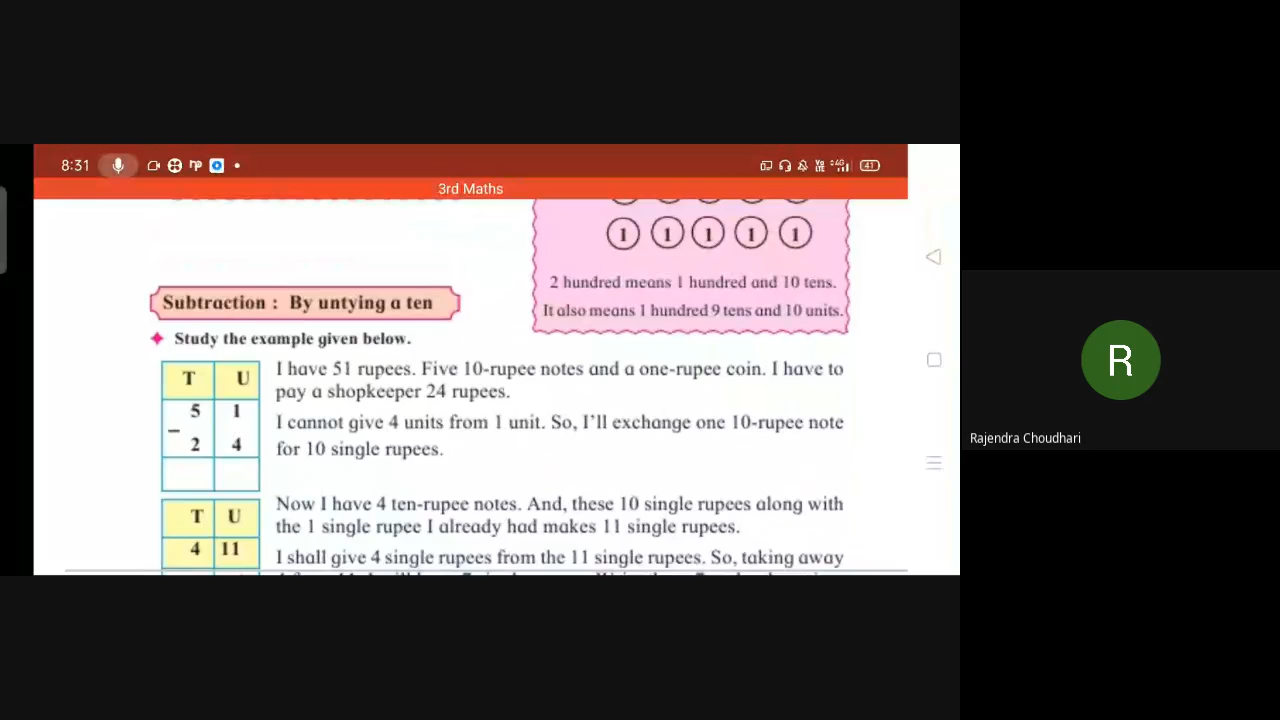 8:31
41
3rd Maths
1 1 1 1 1
2 hundred means 1 hundred and 10 tens.
It also means 1 hundred 9 tens and 10 units.
Subtraction : By untying a ten
Study the example given below.
T U
5 1
− 2 4
I have 51 rupees. Five 10-rupee notes and a one-rupee coin. I have to
pay a shopkeeper 24 rupees.
I cannot give 4 units from 1 unit. So, I'll exchange one 10-rupee note
for 10 single rupees.
T U
4 11
Now I have 4 ten-rupee notes. And, these 10 single rupees along with
the 1 single rupee I already had makes 11 single rupees.
I shall give 4 single rupees from the 11 single rupees. So, taking away
R
Rajendra Choudhari